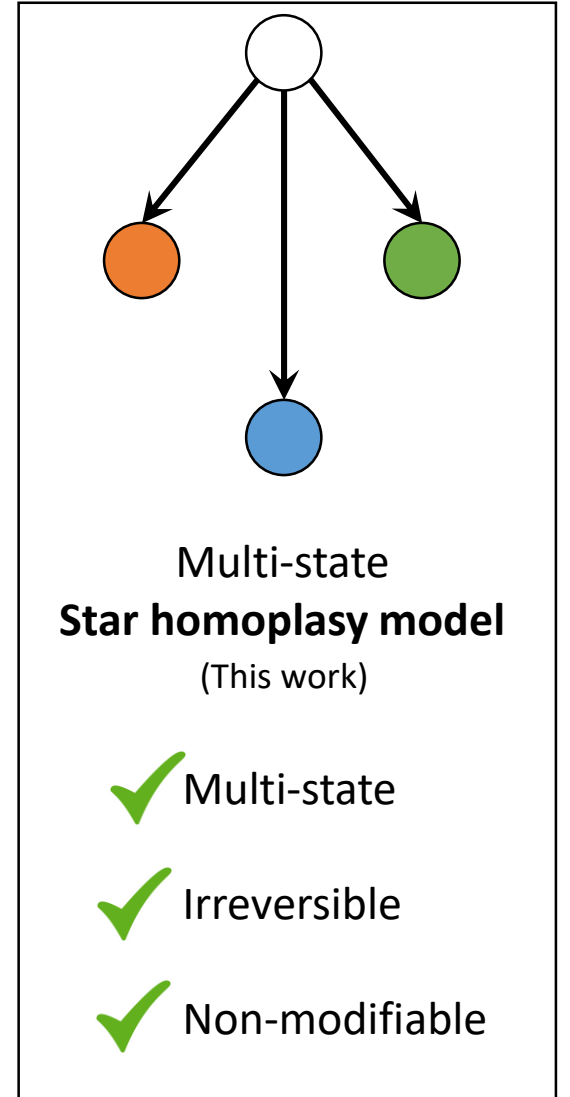 Multi-state
Star homoplasy model
(This work)
Multi-state
Irreversible
Non-modifiable